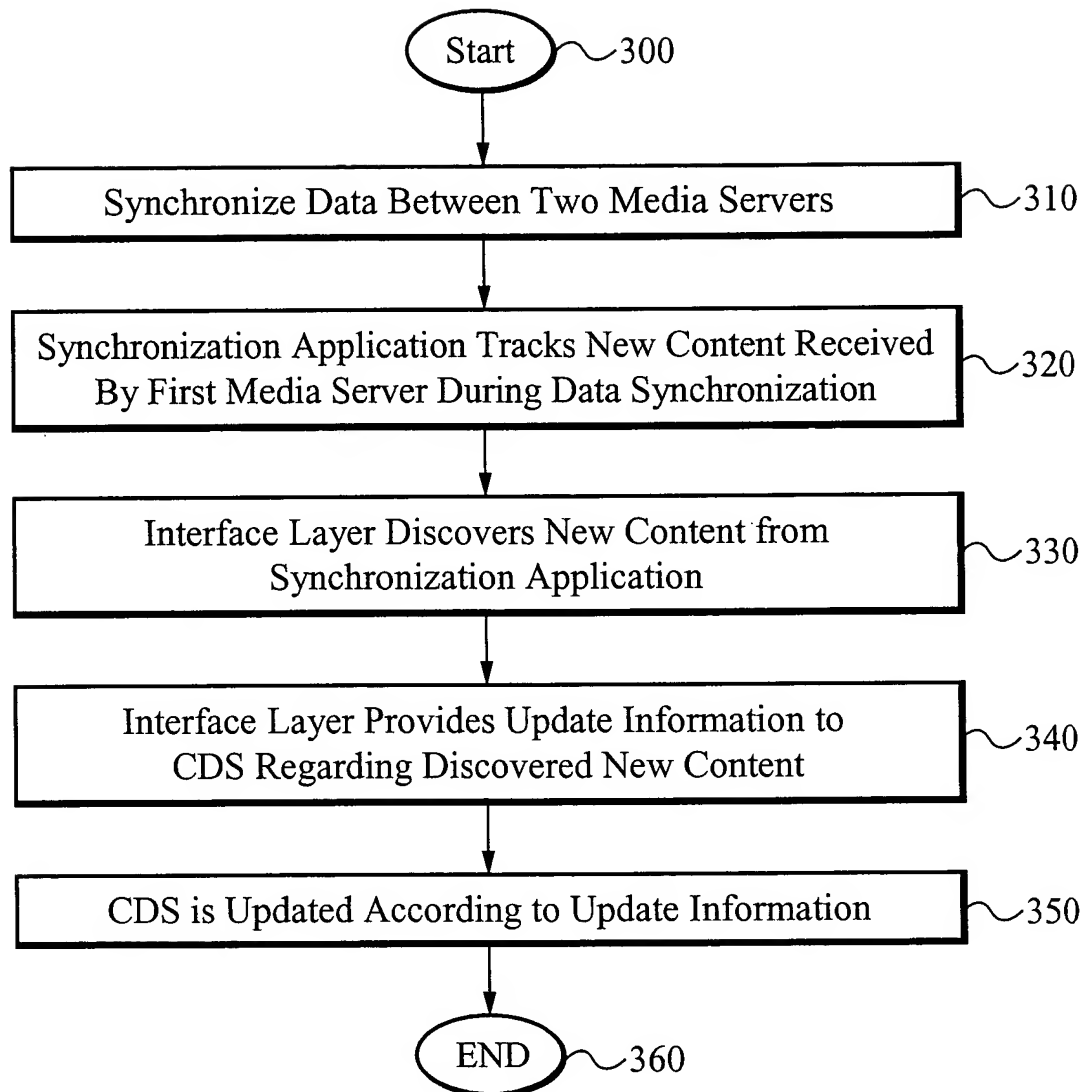 Start
300
Synchronize Data Between Two Media Servers
310
Synchronization Application Tracks New Content Received
By First Media Server During Data Synchronization
320
Interface Layer Discovers New Content from
Synchronization Application
330
Interface Layer Provides Update Information to
CDS Regarding Discovered New Content
340
CDS is Updated According to Update Information
350
END
360